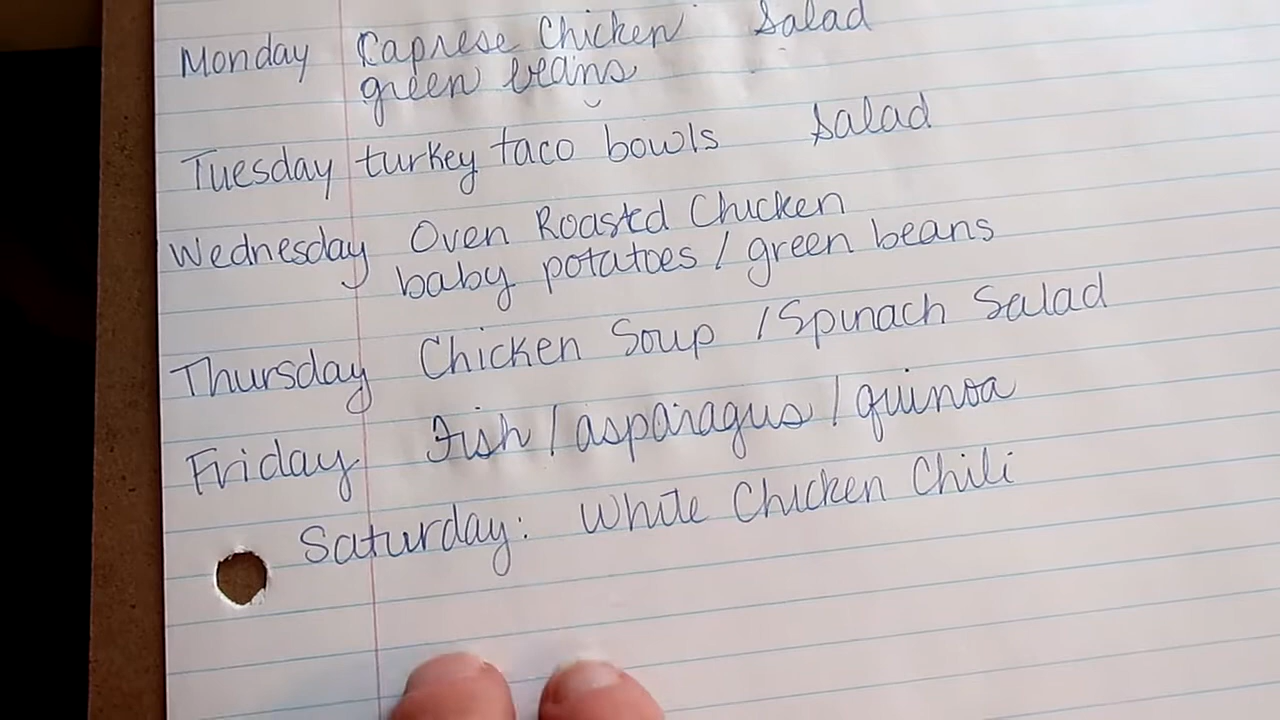 Monday Caprese Chicken Salad
green beans
Tuesday turkey taco bowls Salad
Wednesday Oven Roasted Chicken
baby potatoes / green beans
Thursday Chicken Soup / Spinach Salad
Friday Fish / asparagus / quinoa
Saturday: White Chicken Chili